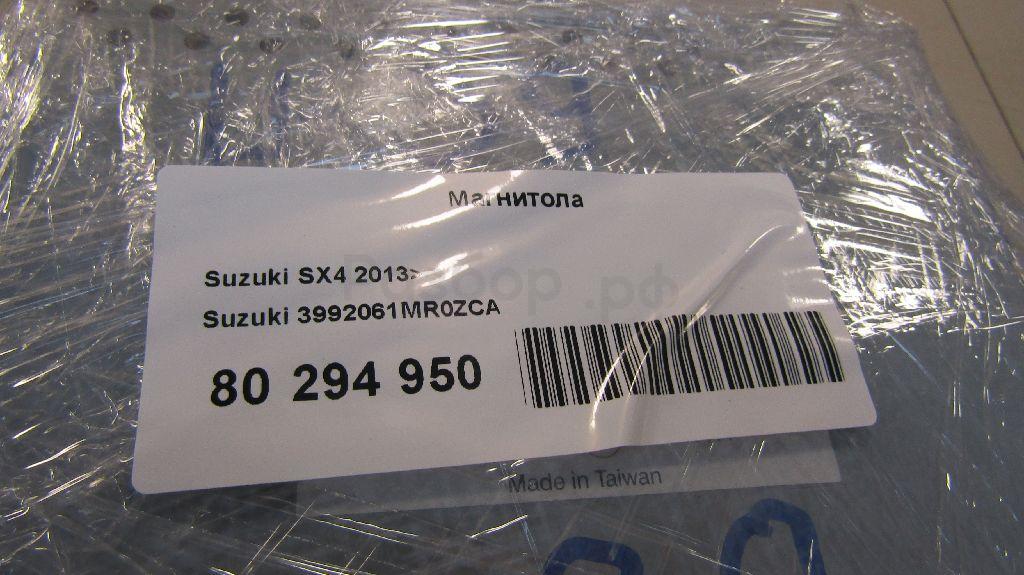 Магнитола
Suzuki SX4 2013>
Suzuki 3992061MR0ZCA
80 294 950
Made in Taiwan